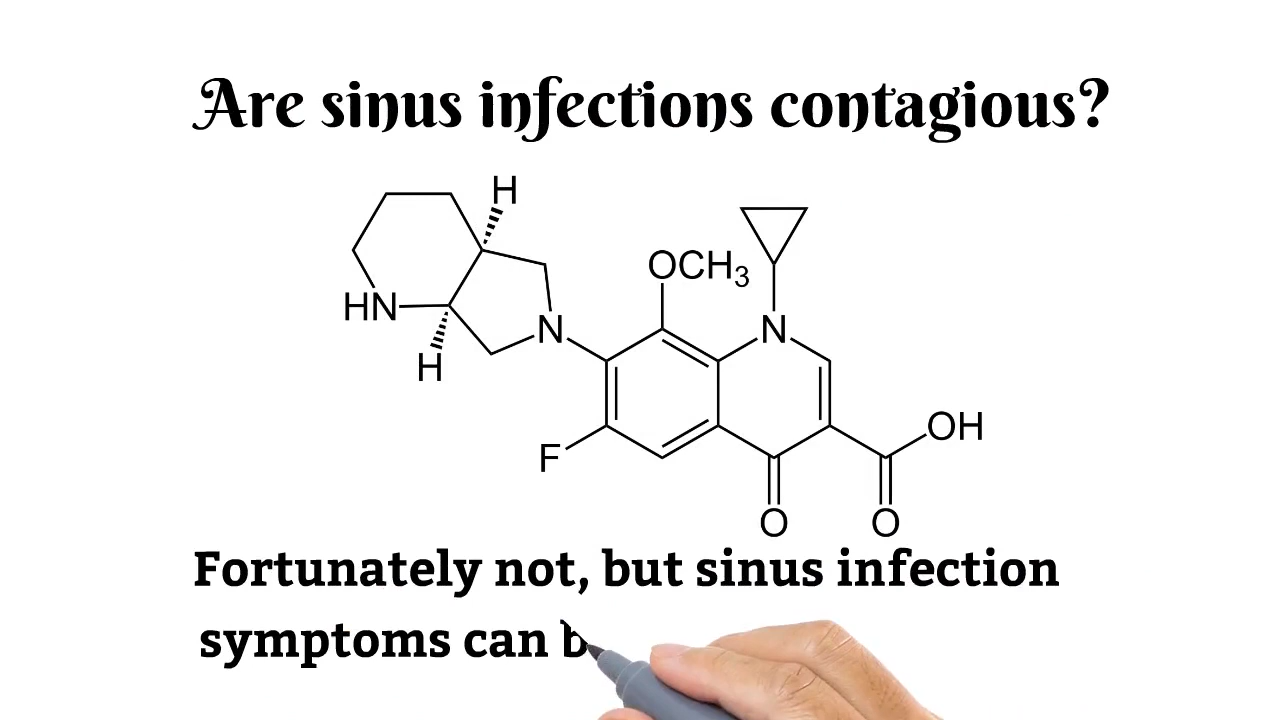 Are sinus infections contagious?
H
OCH3
HN
N
N
H
F
OH
O
O
Fortunately not, but sinus infection
symptoms can b